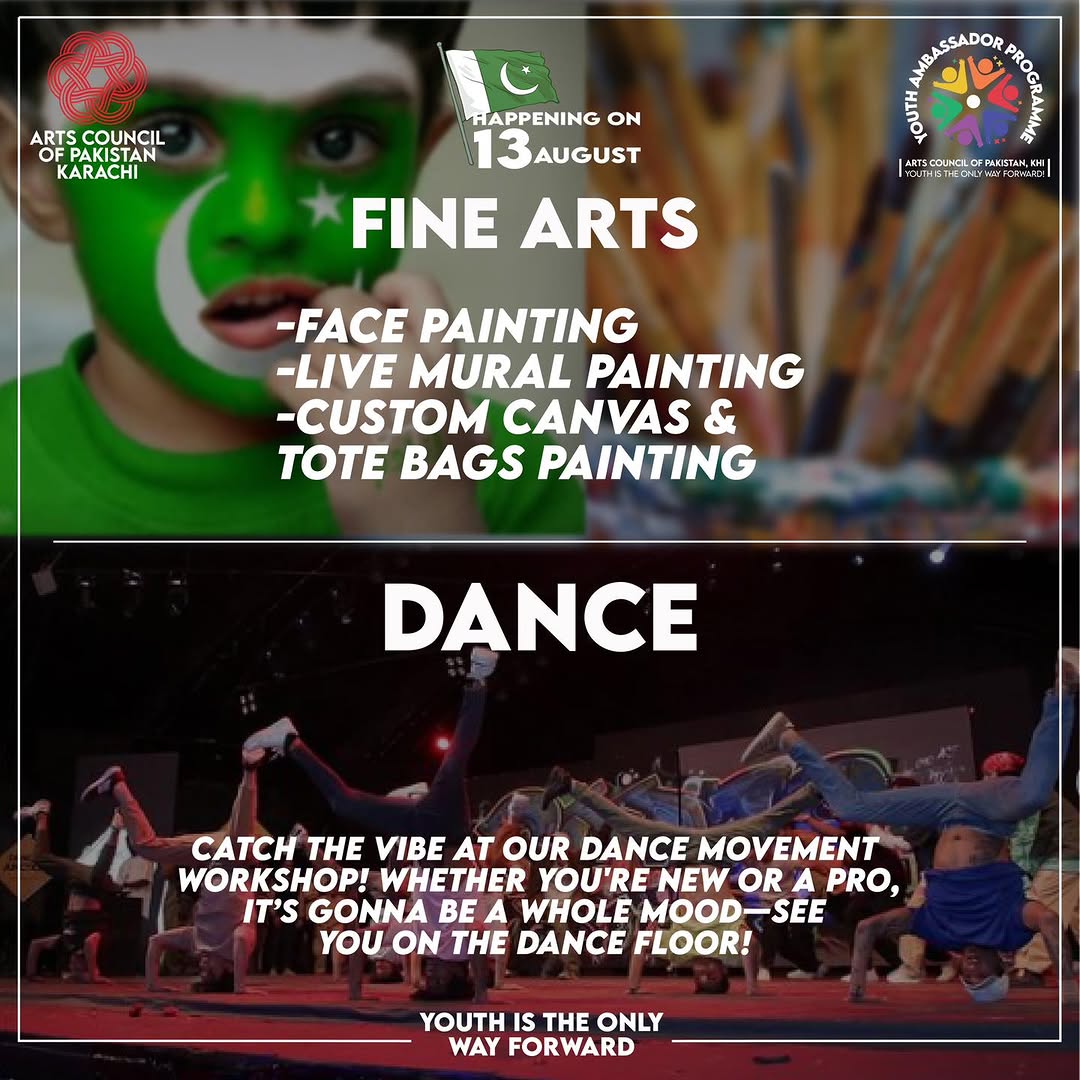 ARTS COUNCIL
OF PAKISTAN
KARACHI
HAPPENING ON
13 AUGUST
YOUTH AMBASSADOR PROGRAMME
ARTS COUNCIL OF PAKISTAN, KHI
YOUTH IS THE ONLY WAY FORWARD!
FINE ARTS
-FACE PAINTING
-LIVE MURAL PAINTING
-CUSTOM CANVAS &
TOTE BAGS PAINTING
DANCE
CATCH THE VIBE AT OUR DANCE MOVEMENT
WORKSHOP! WHETHER YOU'RE NEW OR A PRO,
IT'S GONNA BE A WHOLE MOOD—SEE
YOU ON THE DANCE FLOOR!
YOUTH IS THE ONLY
WAY FORWARD